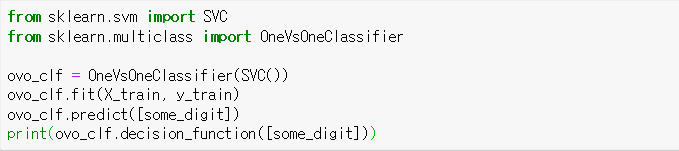 from sklearn.svm import SVC
from sklearn.multiclass import OneVsOneClassifier
ovo_clf = OneVsOneClassifier(SVC())
ovo_clf.fit(X_train, y_train)
ovo_clf.predict([some_digit])
print(ovo_clf.decision_function([some_digit]))